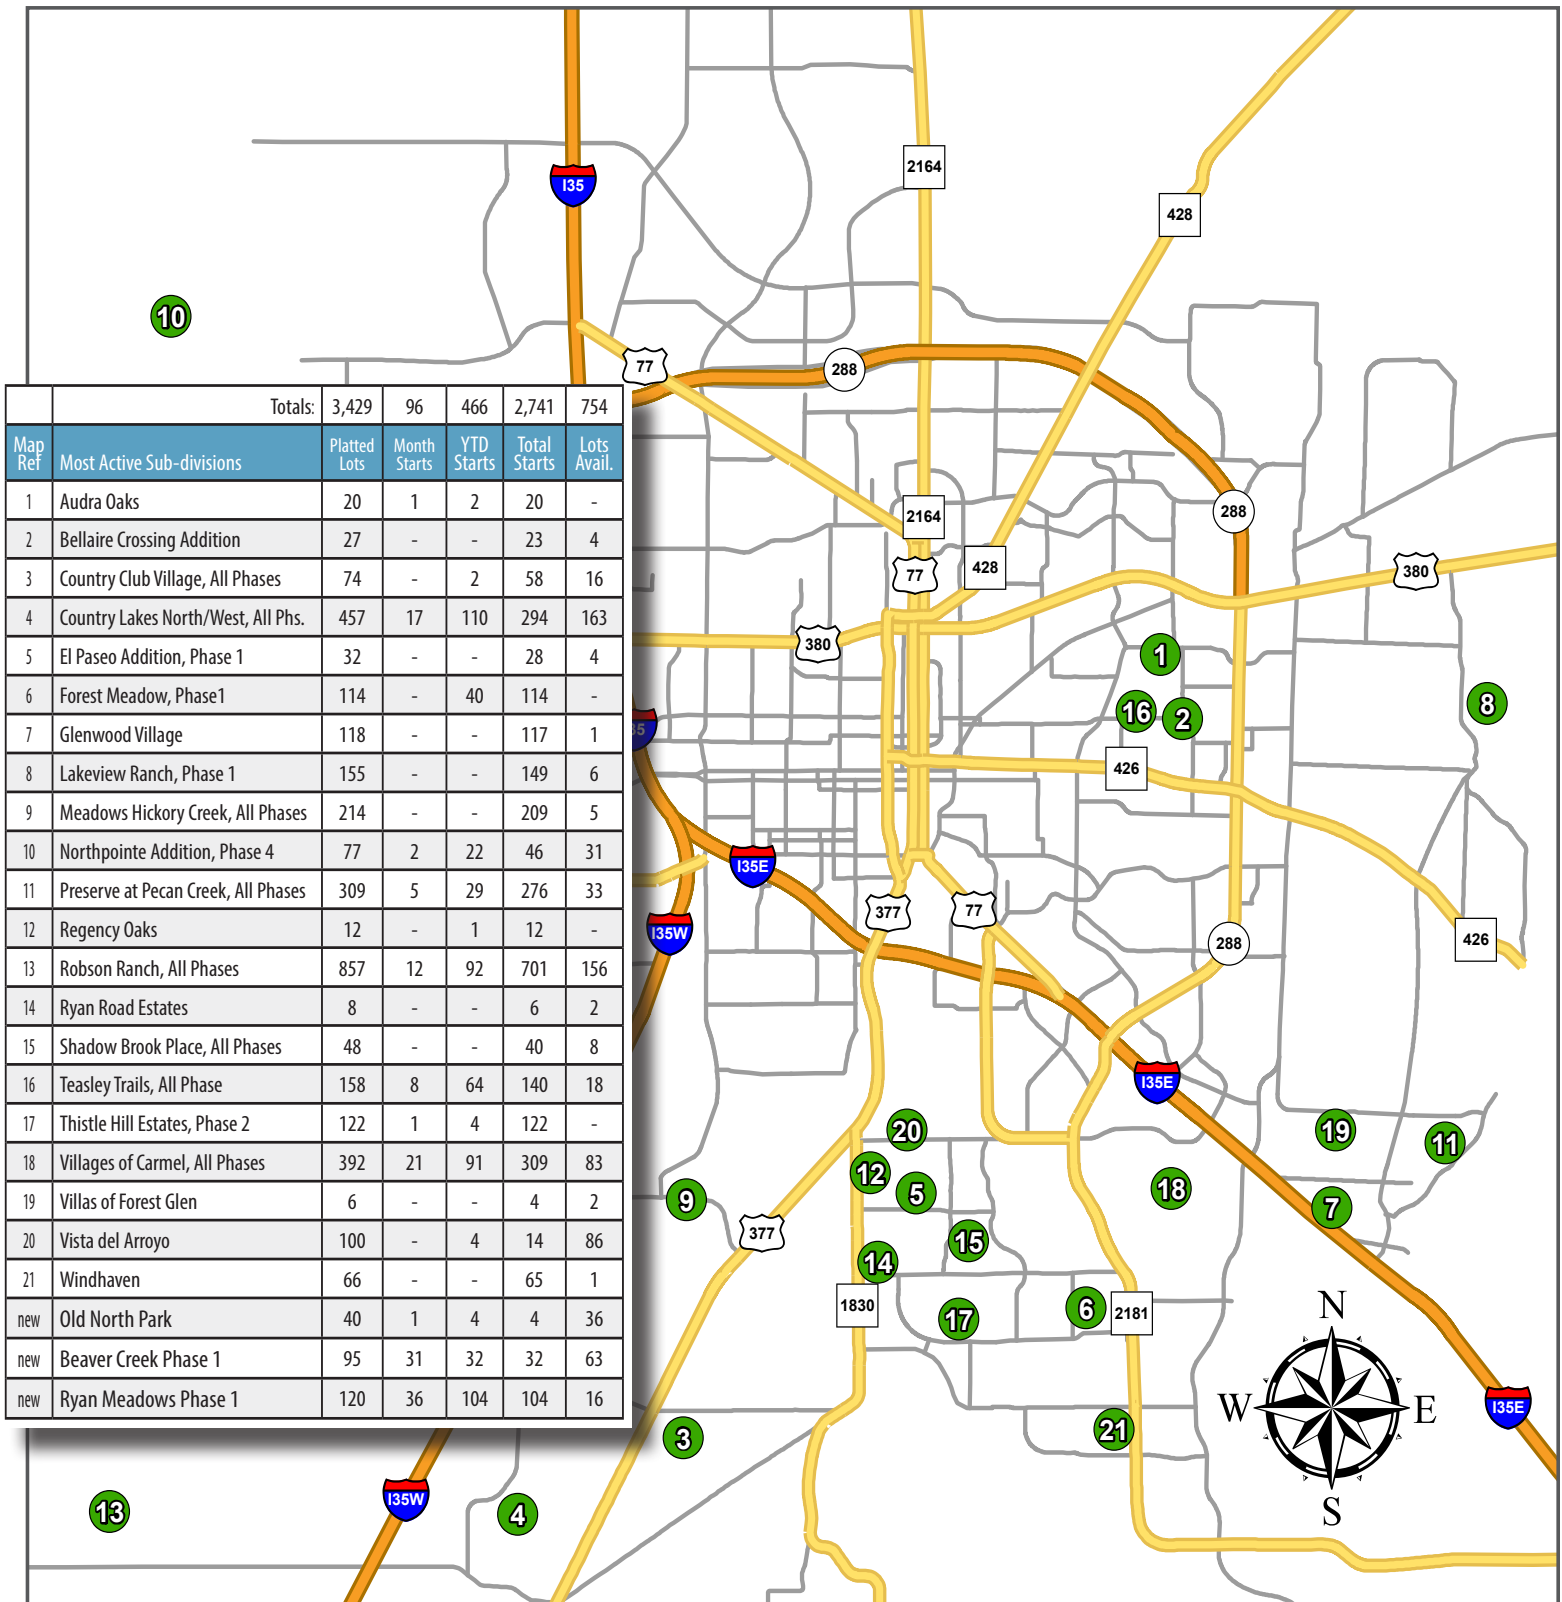 2164
428
I35
10
77
288
Totals: 3,429 96 466 2,741 754
Map Ref Most Active Sub-divisions Platted Lots Month Starts YTD Starts Total Starts Lots Avail.
1 Audra Oaks 20 1 2 20 -
2 Bellaire Crossing Addition 27 - - 23 4
3 Country Club Village, All Phases 74 - 2 58 16
4 Country Lakes North/West, All Phs. 457 17 110 294 163
5 El Paseo Addition, Phase 1 32 - - 28 4
6 Forest Meadow, Phase1 114 - 40 114 -
7 Glenwood Village 118 - - 117 1
8 Lakeview Ranch, Phase 1 155 - - 149 6
9 Meadows Hickory Creek, All Phases 214 - - 209 5
10 Northpointe Addition, Phase 4 77 2 22 46 31
11 Preserve at Pecan Creek, All Phases 309 5 29 276 33
12 Regency Oaks 12 - 1 12 -
13 Robson Ranch, All Phases 857 12 92 701 156
14 Ryan Road Estates 8 - - 6 2
15 Shadow Brook Place, All Phases 48 - - 40 8
16 Teasley Trails, All Phase 158 8 64 140 18
17 Thistle Hill Estates, Phase 2 122 1 4 122 -
18 Villages of Carmel, All Phases 392 21 91 309 83
19 Villas of Forest Glen 6 - - 4 2
20 Vista del Arroyo 100 - 4 14 86
21 Windhaven 66 - - 65 1
new Old North Park 40 1 4 4 36
new Beaver Creek Phase 1 95 31 32 32 63
new Ryan Meadows Phase 1 120 36 104 104 16
2164
288
77
428
380
380
1
16
2
8
35
426
I35E
377
77
I35W
288
426
I35E
20
19
11
12
5
18
9
7
377
15
14
1830
17
6
2181
N
W
E
S
I35E
21
3
I35W
13
4